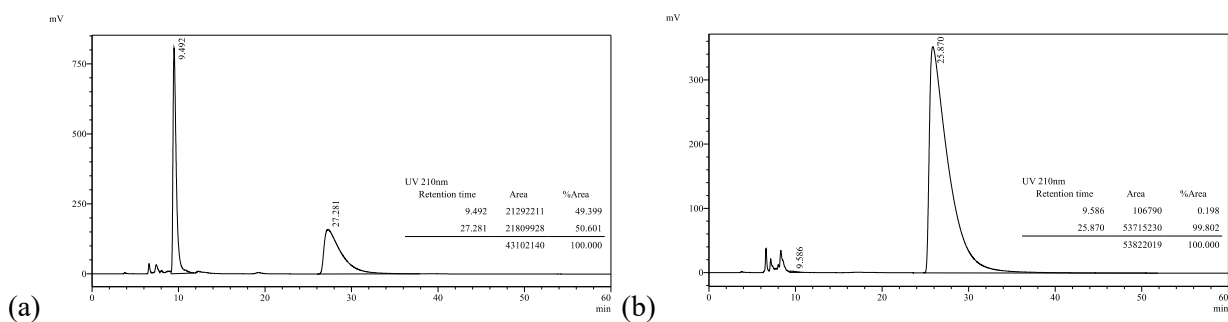 mV
9.492
27.281
750
500
250
0
UV 210nm
Retention time Area %Area
9.492 21292211 49.399
27.281 21809928 50.601
43102140 100.000
0 10 20 30 40 50 60
min
(a)
mV
25.870
9.586
300
200
100
0
UV 210nm
Retention time Area %Area
9.586 106790 0.198
25.870 53715230 99.802
53822019 100.000
0 10 20 30 40 50 60
min
(b)